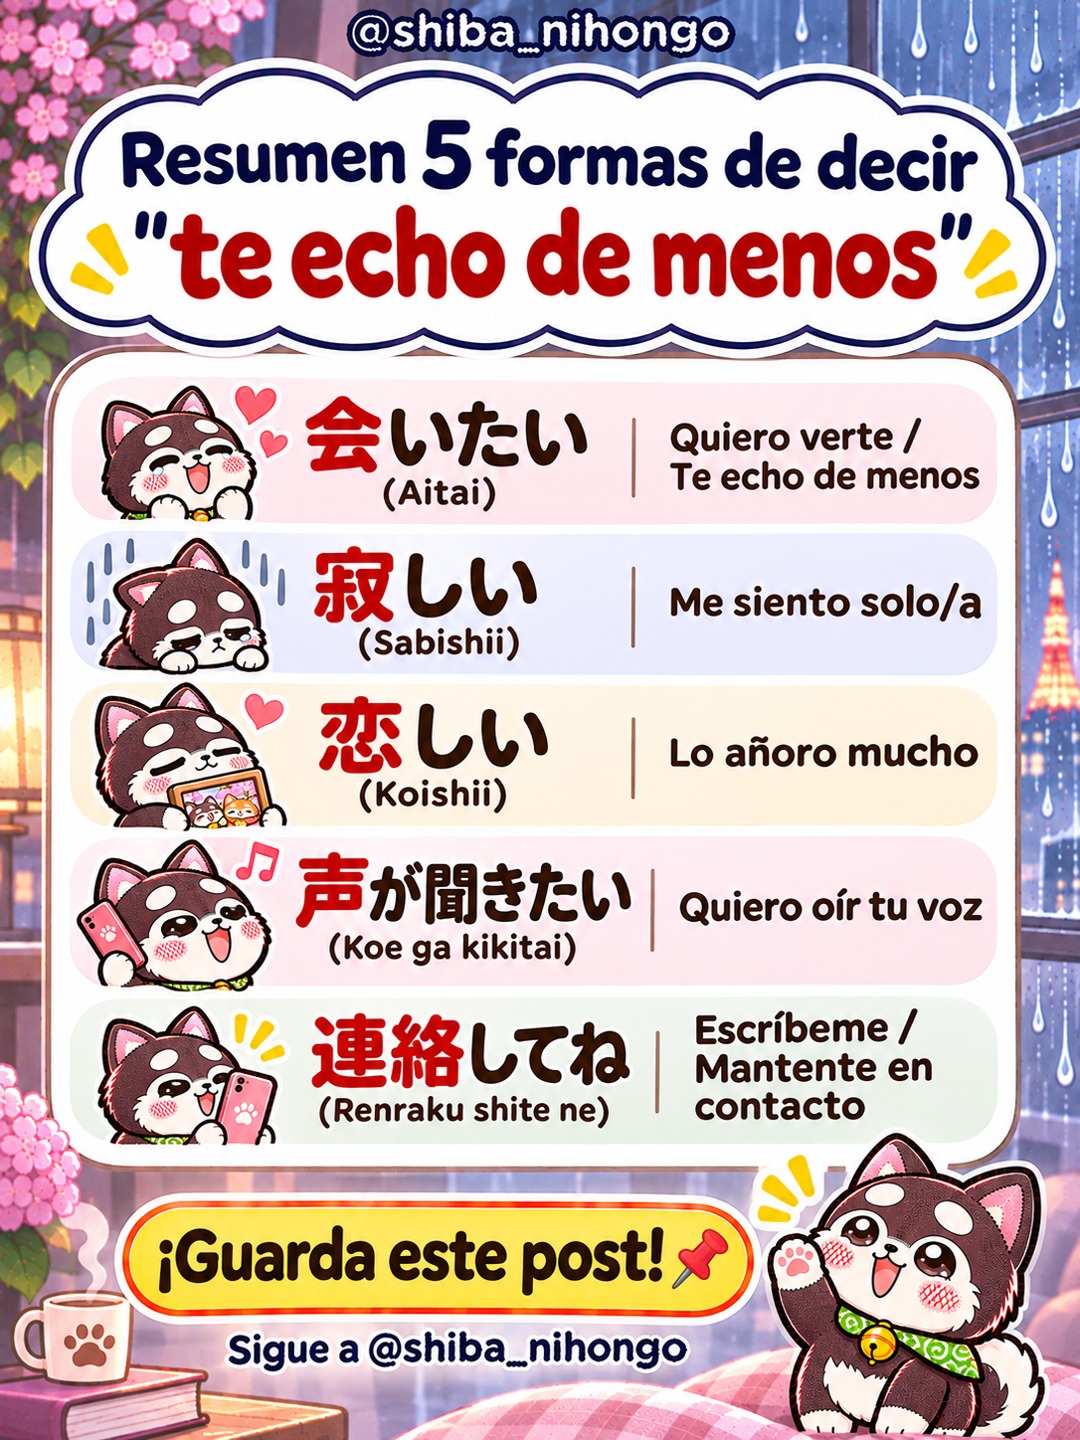 @shiba_nihongo
Resumen 5 formas de decir
"te echo de menos"
会いたい
(Aitai)
Quiero verte /
Te echo de menos
寂しい
(Sabishii)
Me siento solo/a
恋しい
(Koishii)
Lo añoro mucho
声が聞きたい
(Koe ga kikitai)
Quiero oír tu voz
連絡してね
(Renraku shite ne)
Escríbeme /
Mantente en
contacto
¡Guarda este post!
Sigue a @shiba_nihongo